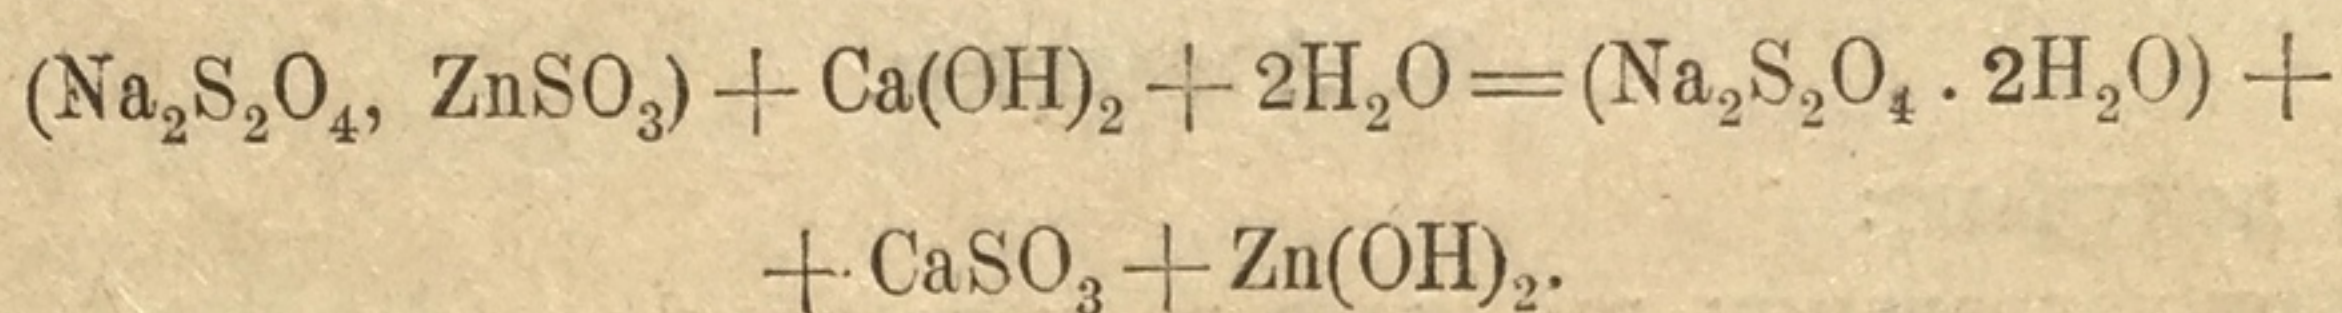 (Na₂S₂O₄, ZnSO₃) + Ca(OH)₂ + 2H₂O = (Na₂S₂O₄ . 2H₂O) +
+ CaSO₃ + Zn(OH)₂.